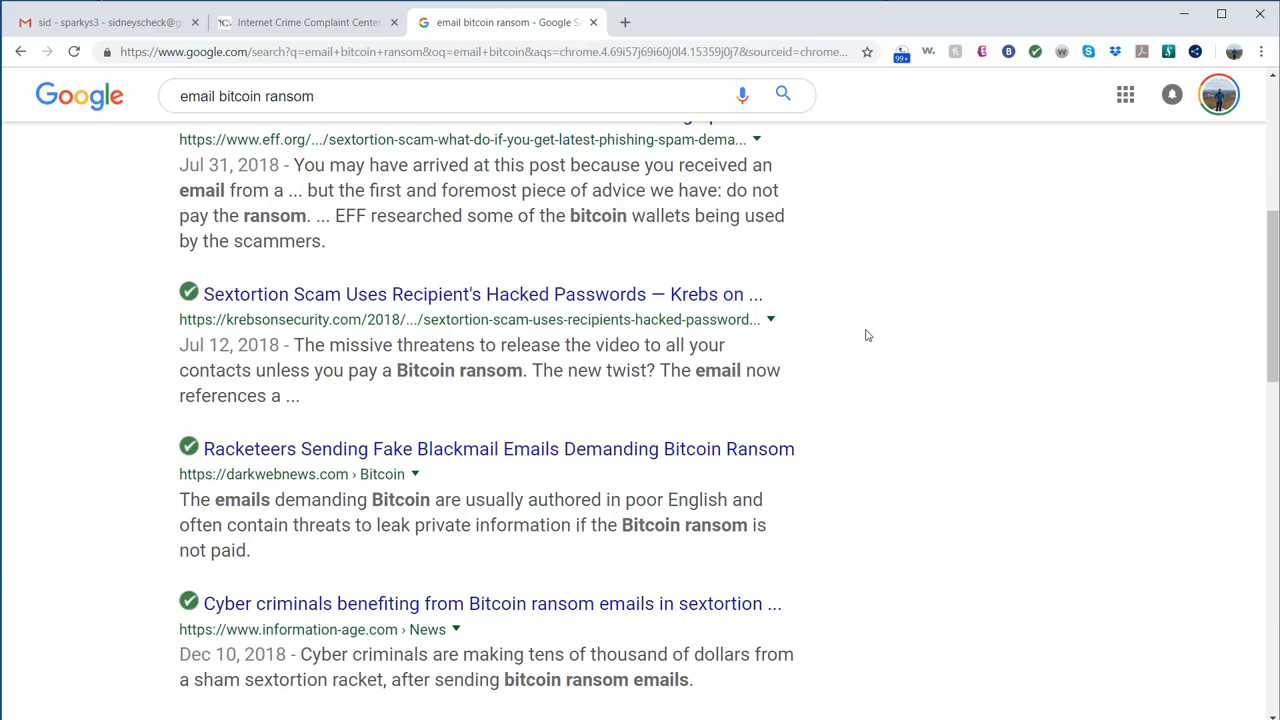 sid - sparkys3 - sidneyscheck@g
Internet Crime Complaint Center
email bitcoin ransom - Google S
https://www.google.com/search?q=email+bitcoin+ransom&oq=email+bitcoin&aqs=chrome.4.69i57j69i60j0l4.15359j0j7&sourceid=chrome...
99+
Google
email bitcoin ransom
https://www.eff.org/.../sextortion-scam-what-do-if-you-get-latest-phishing-spam-dema...
Jul 31, 2018 - You may have arrived at this post because you received an
email from a ... but the first and foremost piece of advice we have: do not
pay the ransom. ... EFF researched some of the bitcoin wallets being used
by the scammers.
Sextortion Scam Uses Recipient's Hacked Passwords — Krebs on ...
https://krebsonsecurity.com/2018/.../sextortion-scam-uses-recipients-hacked-password...
Jul 12, 2018 - The missive threatens to release the video to all your
contacts unless you pay a Bitcoin ransom. The new twist? The email now
references a ...
Racketeers Sending Fake Blackmail Emails Demanding Bitcoin Ransom
https://darkwebnews.com › Bitcoin
The emails demanding Bitcoin are usually authored in poor English and
often contain threats to leak private information if the Bitcoin ransom is
not paid.
Cyber criminals benefiting from Bitcoin ransom emails in sextortion ...
https://www.information-age.com › News
Dec 10, 2018 - Cyber criminals are making tens of thousand of dollars from
a sham sextortion racket, after sending bitcoin ransom emails.